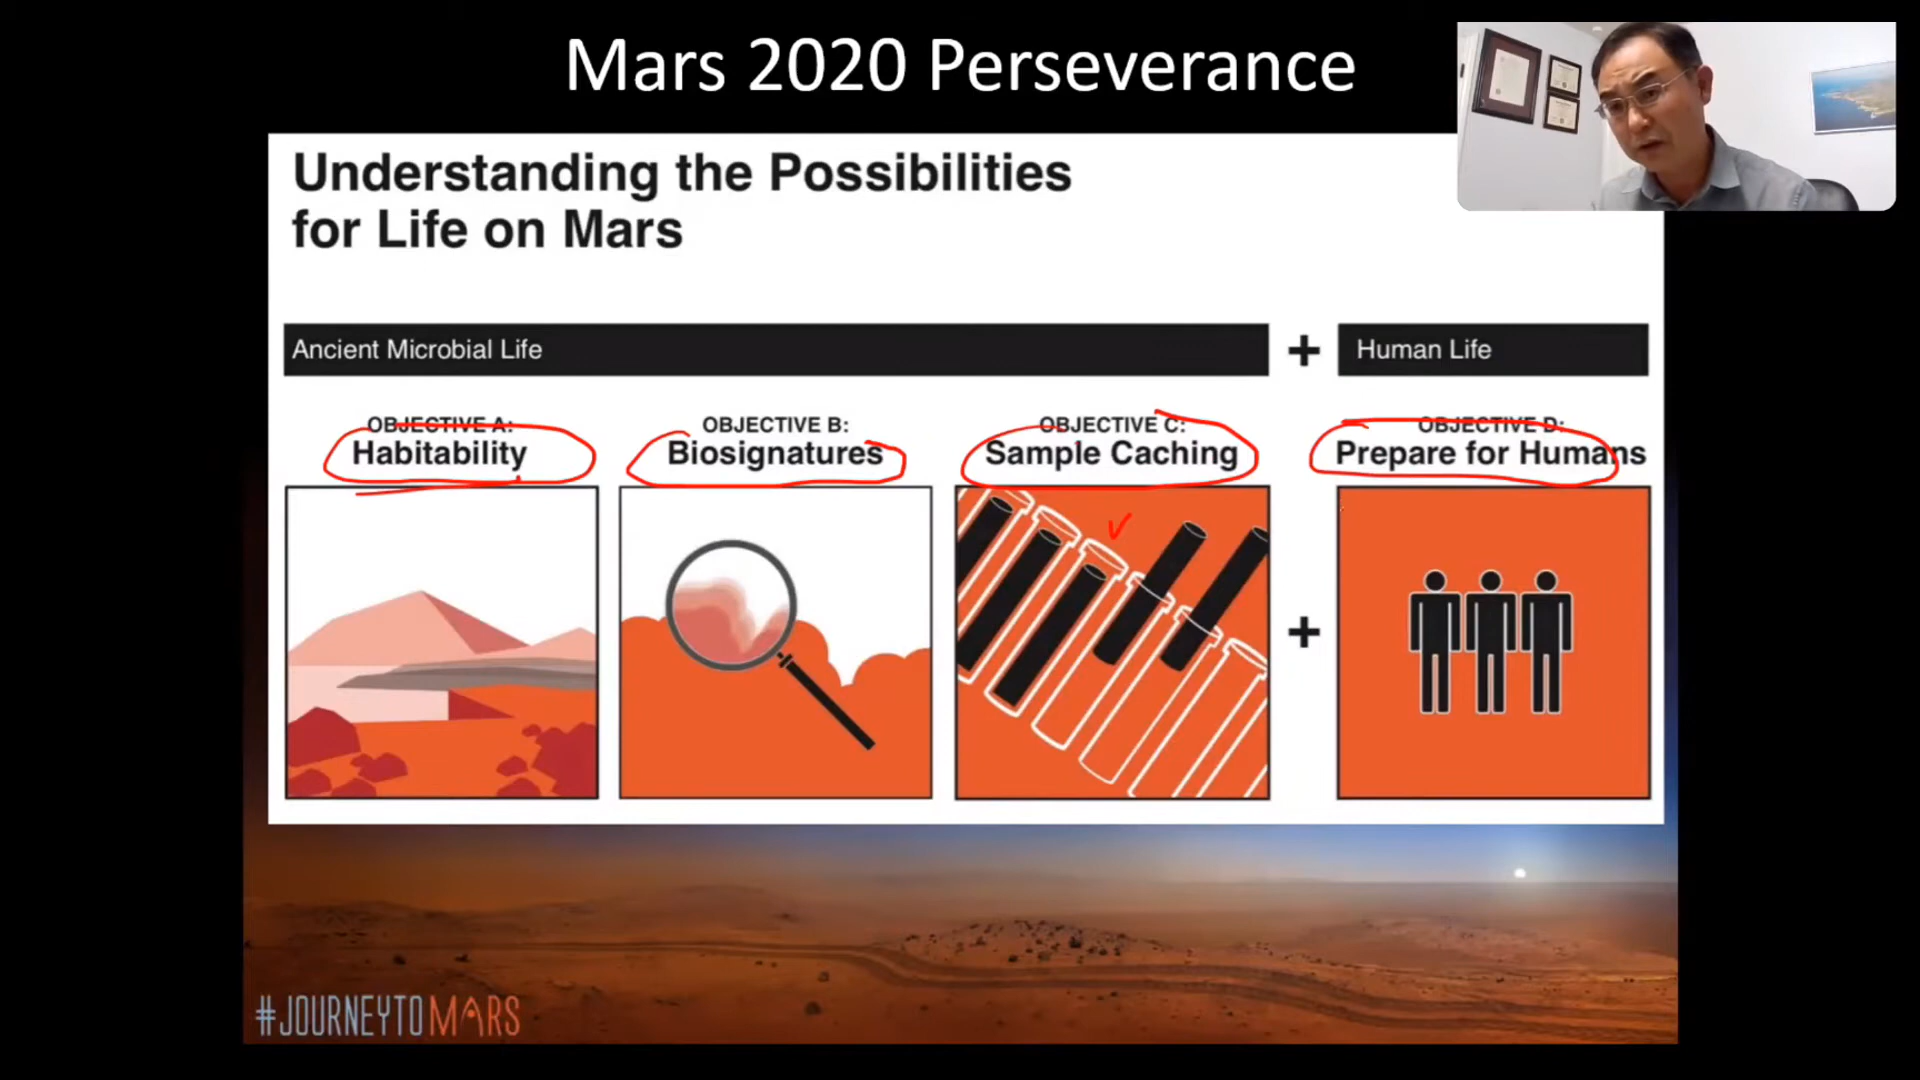 Mars 2020 Perseverance
Understanding the Possibilities
for Life on Mars
Ancient Microbial Life
+
Human Life
OBJECTIVE A:
Habitability
OBJECTIVE B:
Biosignatures
OBJECTIVE C:
Sample Caching
OBJECTIVE D:
Prepare for Humans
+
#JOURNEYTOMARS